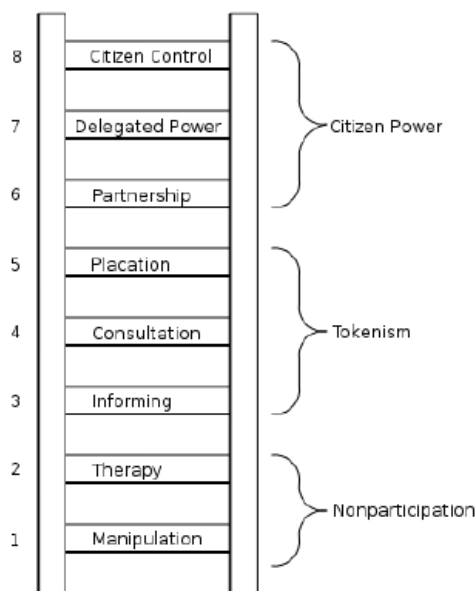 8 Citizen Control
7 Delegated Power Citizen Power
6 Partnership
5 Placation
4 Consultation Tokenism
3 Informing
2 Therapy
Nonparticipation
1 Manipulation